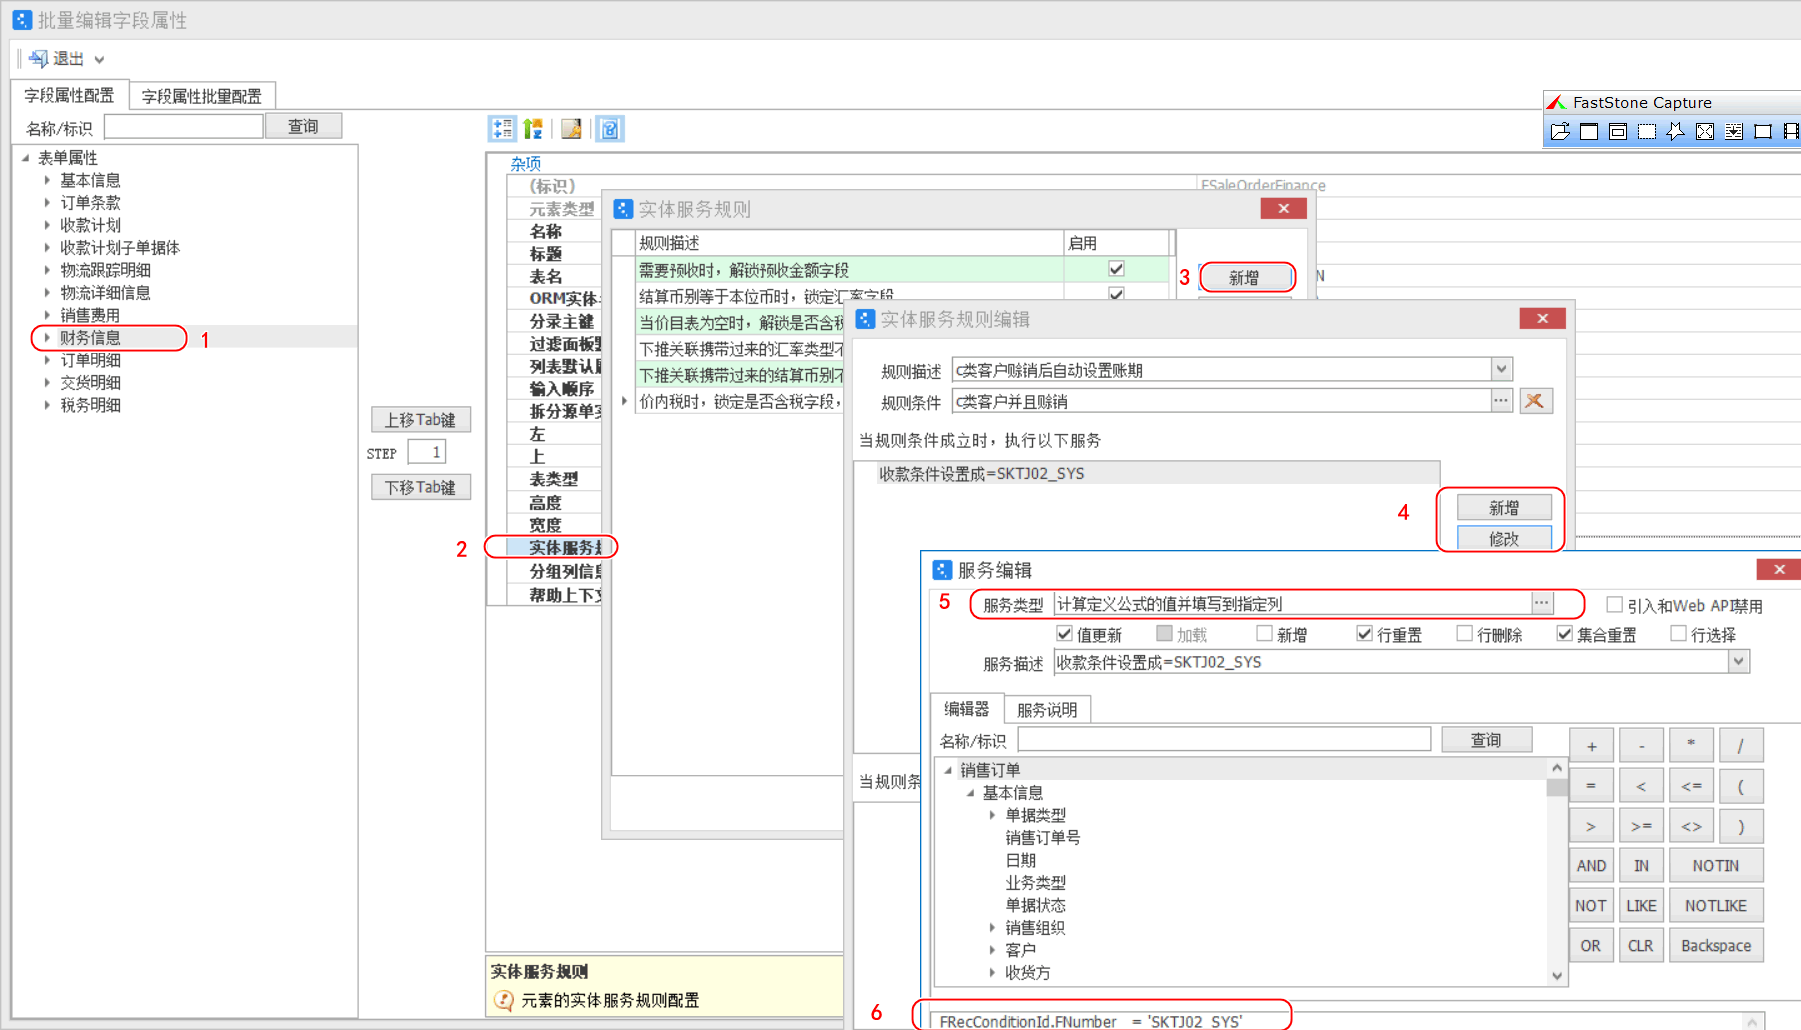 批量编辑字段属性
退出
字段属性配置
字段属性批量配置
名称/标识
查询
表单属性
基本信息
订单条款
收款计划
收款计划子单据体
物流跟踪明细
物流详细信息
销售费用
财务信息
1
订单明细
交货明细
税务明细
上移Tab键
STEP
1
下移Tab键
杂项
(标识)
FSaleOrderFinance
元素类型
名称
标题
表名
ORM实体
分录主键
过滤面板
列表默认
输入顺序
拆分源单
左
上
表类型
高度
宽度
2
实体服务
分组列信
帮助上下
N
实体服务规则
元素的实体服务规则配置
实体服务规则
规则描述
启用
需要预收时，解锁预收金额字段
结算币别等于本位币时，锁定汇率字段
当价目表为空时，解锁是否含税
下推关联携带过来的汇率类型不
下推关联携带过来的结算币别不
价内税时，锁定是否含税字段，
3
新增
实体服务规则编辑
规则描述
c类客户赊销后自动设置账期
规则条件
c类客户并且赊销
当规则条件成立时，执行以下服务
收款条件设置成=SKTJ02_SYS
4
新增
修改
当规则条
服务编辑
5
服务类型
计算定义公式的值并填写到指定列
引入和Web API禁用
值更新
加载
新增
行重置
行删除
集合重置
行选择
服务描述
收款条件设置成=SKTJ02_SYS
编辑器
服务说明
名称/标识
查询
销售订单
基本信息
单据类型
销售订单号
日期
业务类型
单据状态
销售组织
客户
收货方
+ - * /
= < <= (
> >= <> )
AND IN NOTIN
NOT LIKE NOTLIKE
OR CLR Backspace
6
FRecConditionId.FNumber = 'SKTJ02_SYS'
FastStone Capture